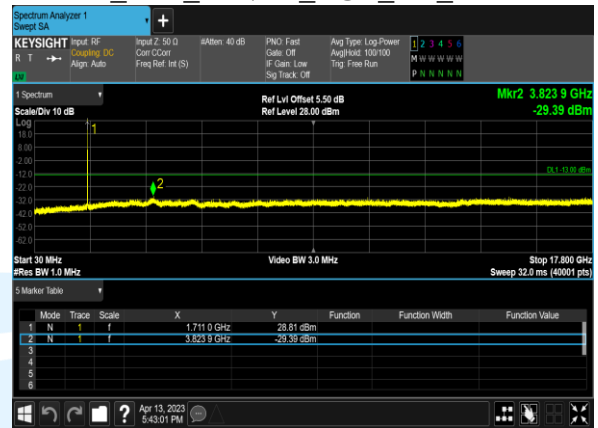 Spectrum Analyzer 1
Swept SA
+
KEYSIGHT Input: RF Input Z: 50 Ω #Atten: 40 dB PNO: Fast Avg Type: Log-Power 1 2 3 4 5 6
R T Coupling: DC Corr CCorr Gate: Off Avg|Hold: 100/100 M W W W W W
Align: Auto Freq Ref: Int (S) IF Gain: Low Trig: Free Run
LV Sig Track: Off P N N N N N
1 Spectrum Ref Lvl Offset 5.50 dB Mkr2 3.823 9 GHz
Scale/Div 10 dB Ref Level 28.00 dBm -29.39 dBm
Log
1
18.0
8.00
-2.00
-12.0 DL1 -13.00 dBm
-22.0 2
-32.0
-42.0
-52.0
-62.0
Start 30 MHz Video BW 3.0 MHz Stop 17.800 GHz
#Res BW 1.0 MHz Sweep 32.0 ms (40001 pts)
5 Marker Table
Mode Trace Scale X Y Function Function Width Function Value
1 N 1 f 1.711 0 GHz 28.81 dBm
2 N 1 f 3.823 9 GHz -29.39 dBm
3
4
5
6
? Apr 13, 2023
5:43:01 PM